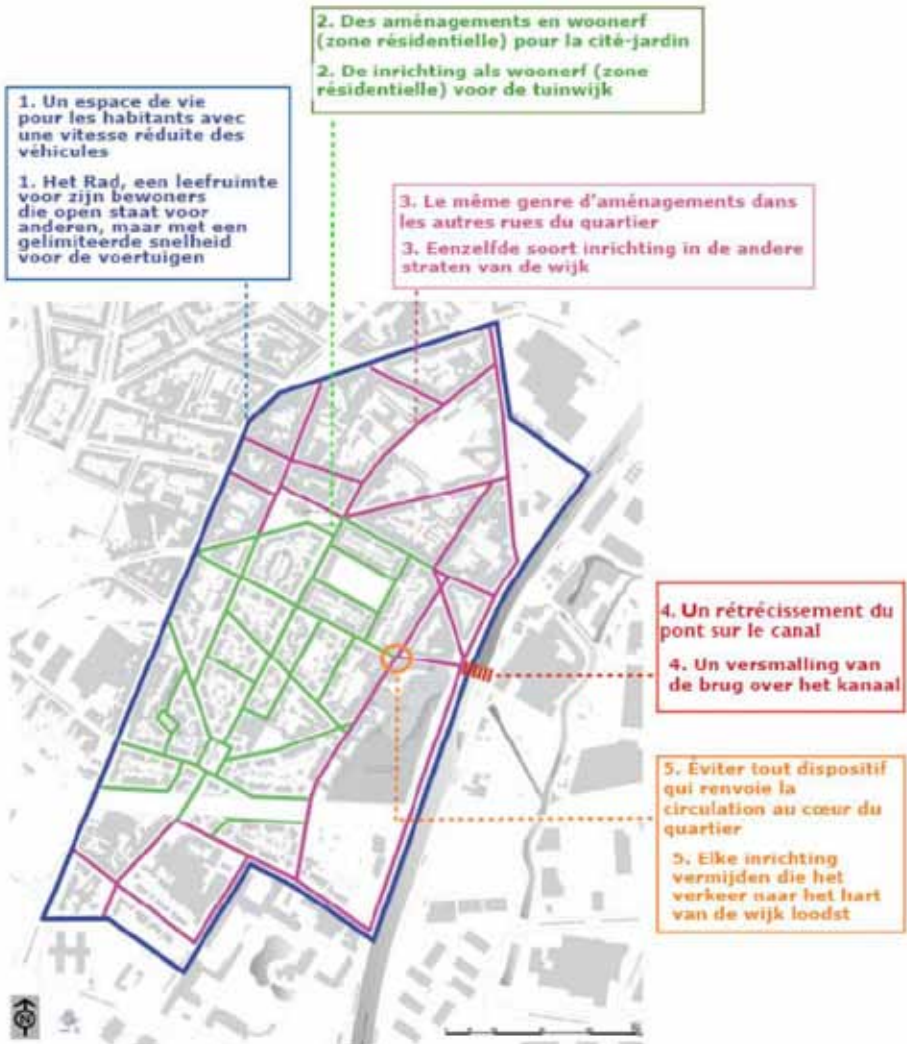 2. Des aménagements en woonerf
(zone résidentielle) pour la cité-jardin
2. De inrichting als woonerf (zone
résidentielle) voor de tuinwijk
1. Un espace de vie
pour les habitants avec
une vitesse réduite des
véhicules
1. Het Rad, een leefruimte
voor zijn bewoners
die open staat voor
anderen, maar met een
gelimiteerde snelheid
voor de voertuigen
3. Le même genre d'aménagements dans
les autres rues du quartier
3. Eenzelfde soort inrichting in de andere
straten van de wijk
4. Un rétrécissement du
pont sur le canal
4. Un versmalling van
de brug over het kanaal
5. Éviter tout dispositif
qui renvoie la
circulation au cœur du
quartier
5. Elke inrichting
vermijden die het
verkeer naar het hart
van de wijk loodst